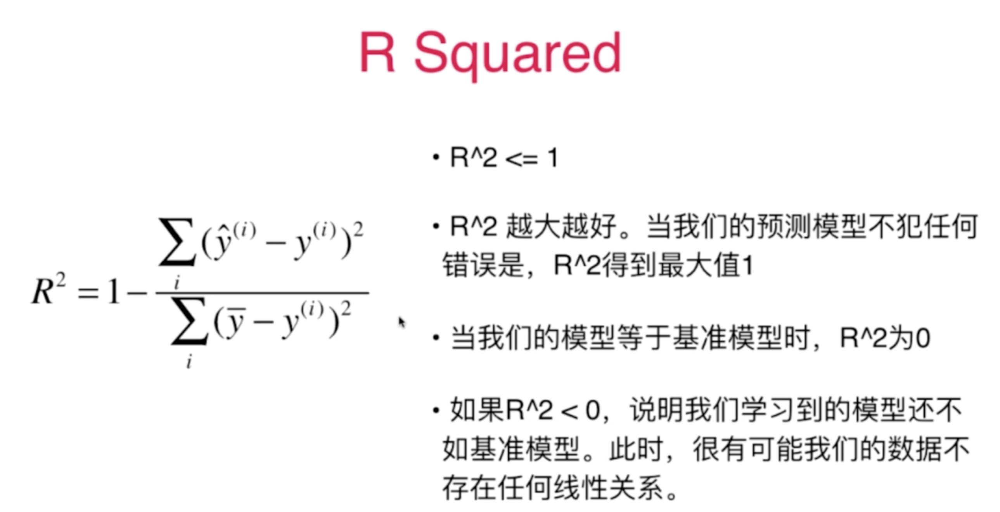 R Squared
R² = 1 − \frac{\sum_i (ŷ^{(i)} − y^{(i)})²}{\sum_i (ȳ − y^{(i)})²}
• R^2 <= 1
• R^2 越大越好。当我们的预测模型不犯任何
错误是，R^2得到最大值1
• 当我们的模型等于基准模型时，R^2为0
• 如果R^2 < 0，说明我们学习到的模型还不
如基准模型。此时，很有可能我们的数据不
存在任何线性关系。